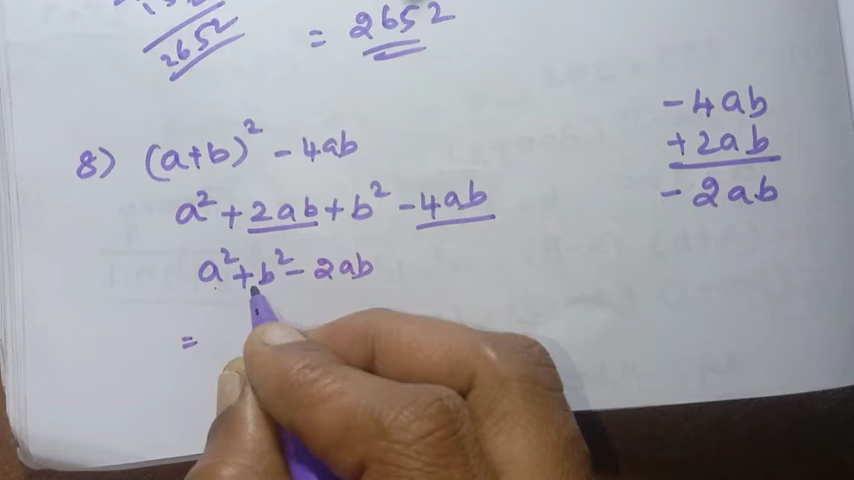 2652
= 2652
8) (a+b)² - 4ab
a² + 2ab + b² - 4ab
a² + b² - 2ab
=
- 4ab
+ 2ab
- 2ab